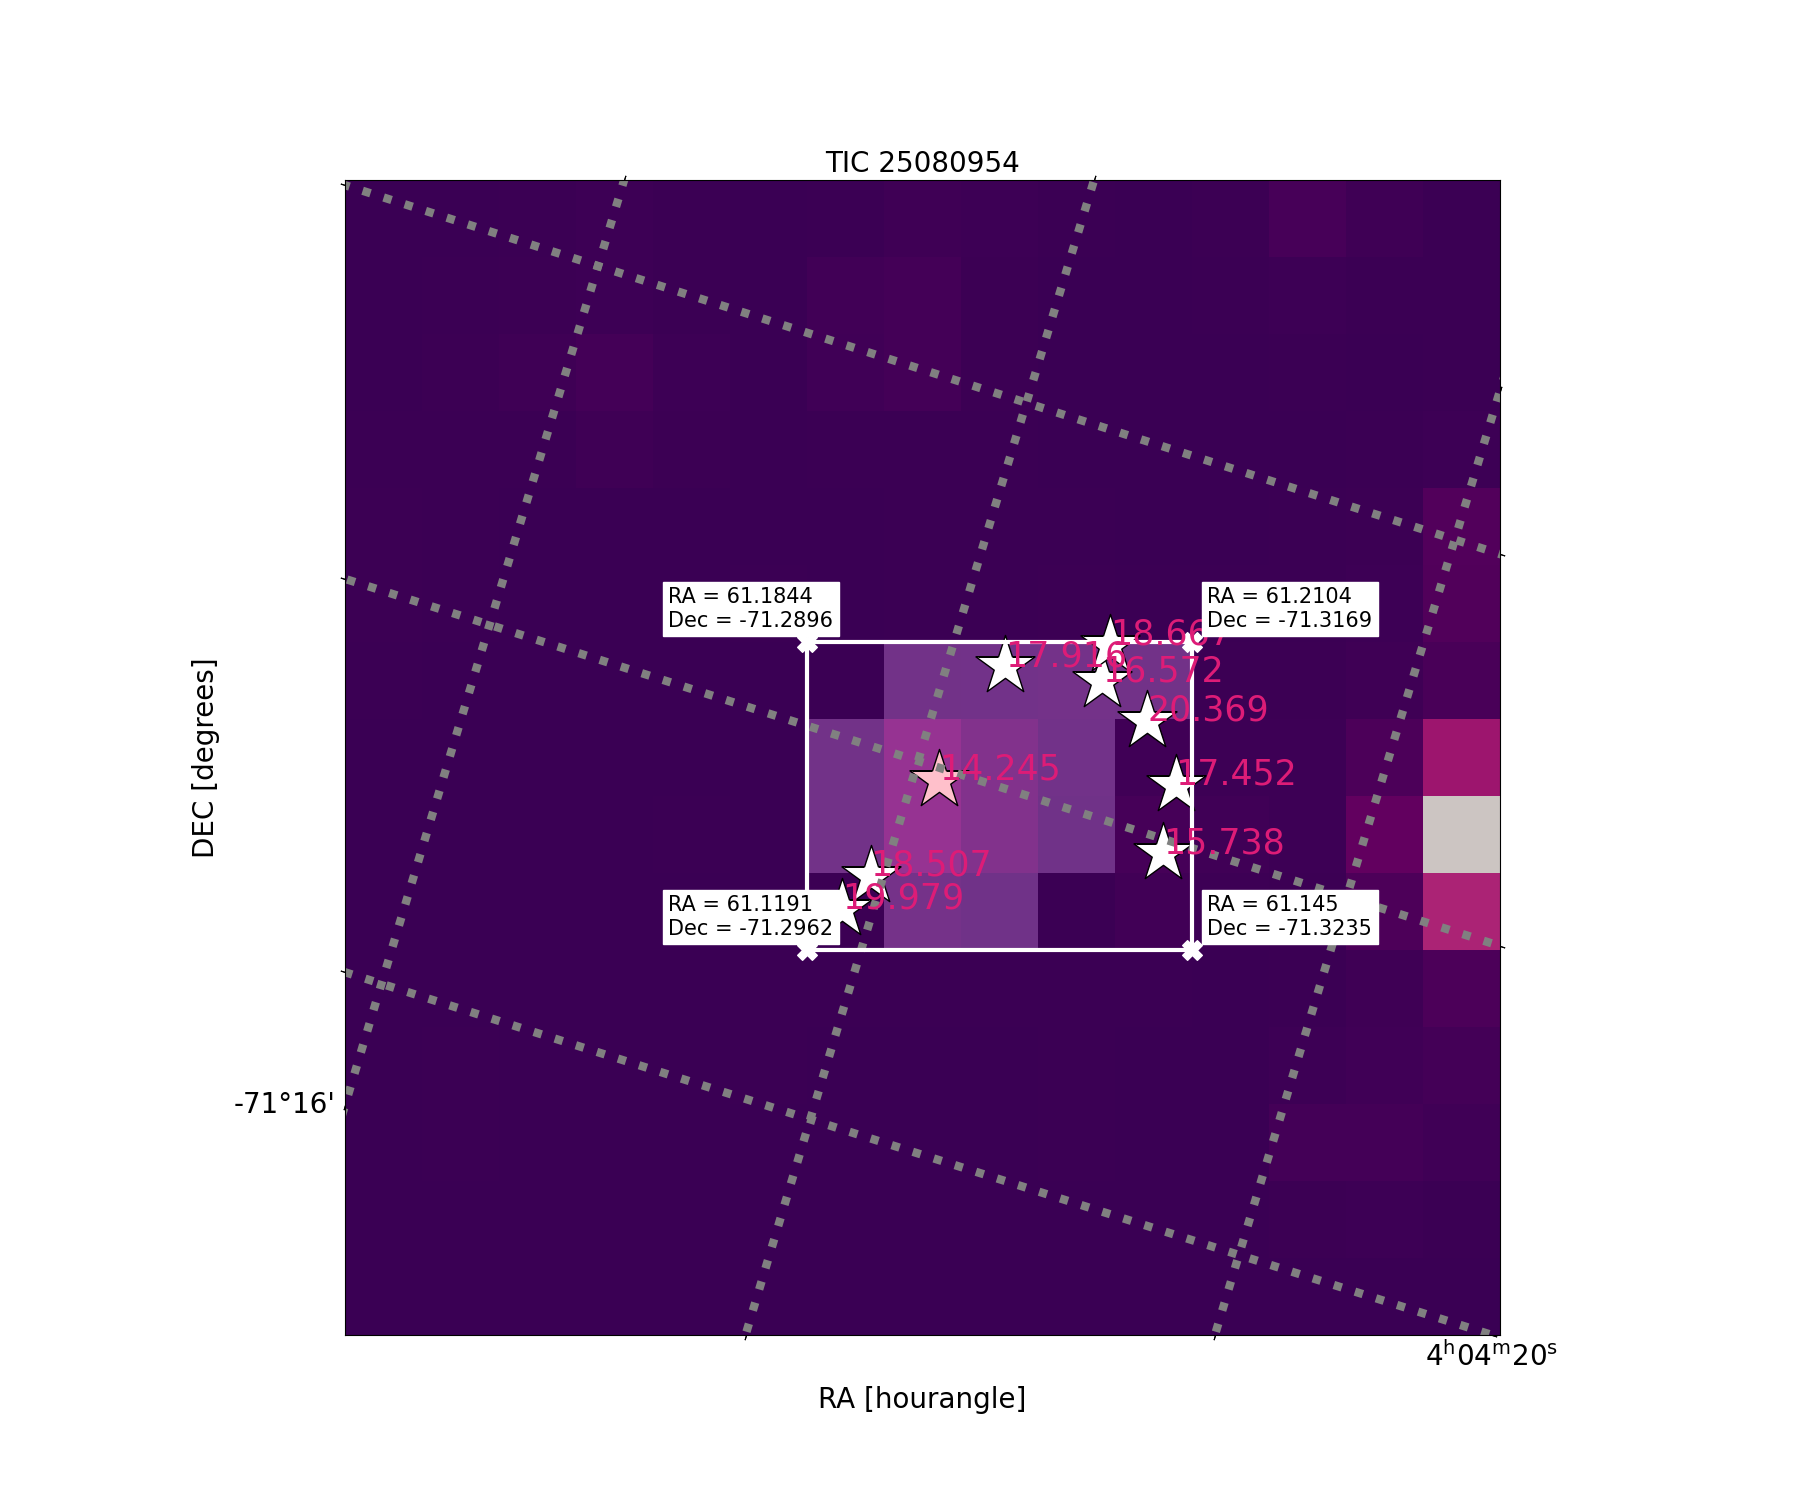 TIC 25080954
RA = 61.1844
Dec = -71.2896
RA = 61.2104
Dec = -71.3169
18.667
17.916
16.572
20.369
14.245
17.452
15.738
18.507
19.979
RA = 61.1191
Dec = -71.2962
RA = 61.145
Dec = -71.3235
DEC [degrees]
-71°16'
4h04m20s
RA [hourangle]